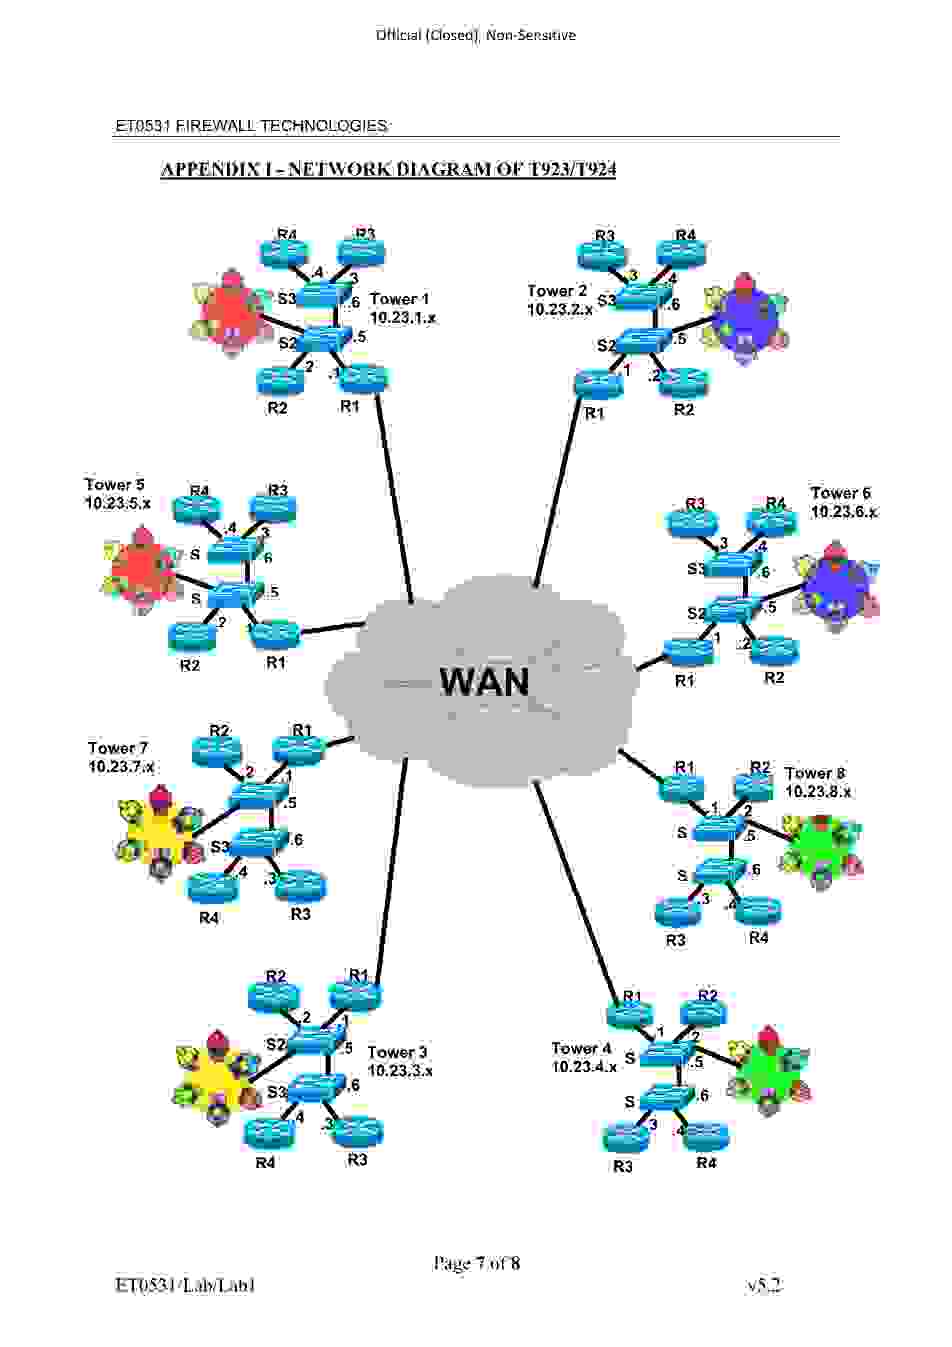 Official (Closed), Non-Sensitive
ET0531 FIREWALL TECHNOLOGIES
APPENDIX I - NETWORK DIAGRAM OF T923/T924
R4 R3
.4 .3
S3 .6
Tower 1
10.23.1.x
S2 .5
.2 .1
R2 R1
R3 R4
.3 .4
Tower 2
10.23.2.x
S3 .6
S2 .5
.1 .2
R1 R2
Tower 5
10.23.5.x
R4 R3
.4 3
S 6
S .5
.2
R2 R1
R3 R4
Tower 6
10.23.6.x
.3 .4
S3 .6
S2 .5
.1 .2
R1 R2
WAN
Tower 7
10.23.7.x
R2 R1
.2 .1
.5
S3 .6
.4 .3
R4 R3
R1 R2
Tower 8
10.23.8.x
.1 .2
S .5
S .6
.3 .4
R3 R4
R2 R1
.2 .1
S2 .5
Tower 3
10.23.3.x
S3 .6
.4 .3
R4 R3
R1 R2
.1 .2
Tower 4
10.23.4.x
S .5
S .6
.3 .4
R3 R4
Page 7 of 8
ET0531/Lab/Lab1 v5.2